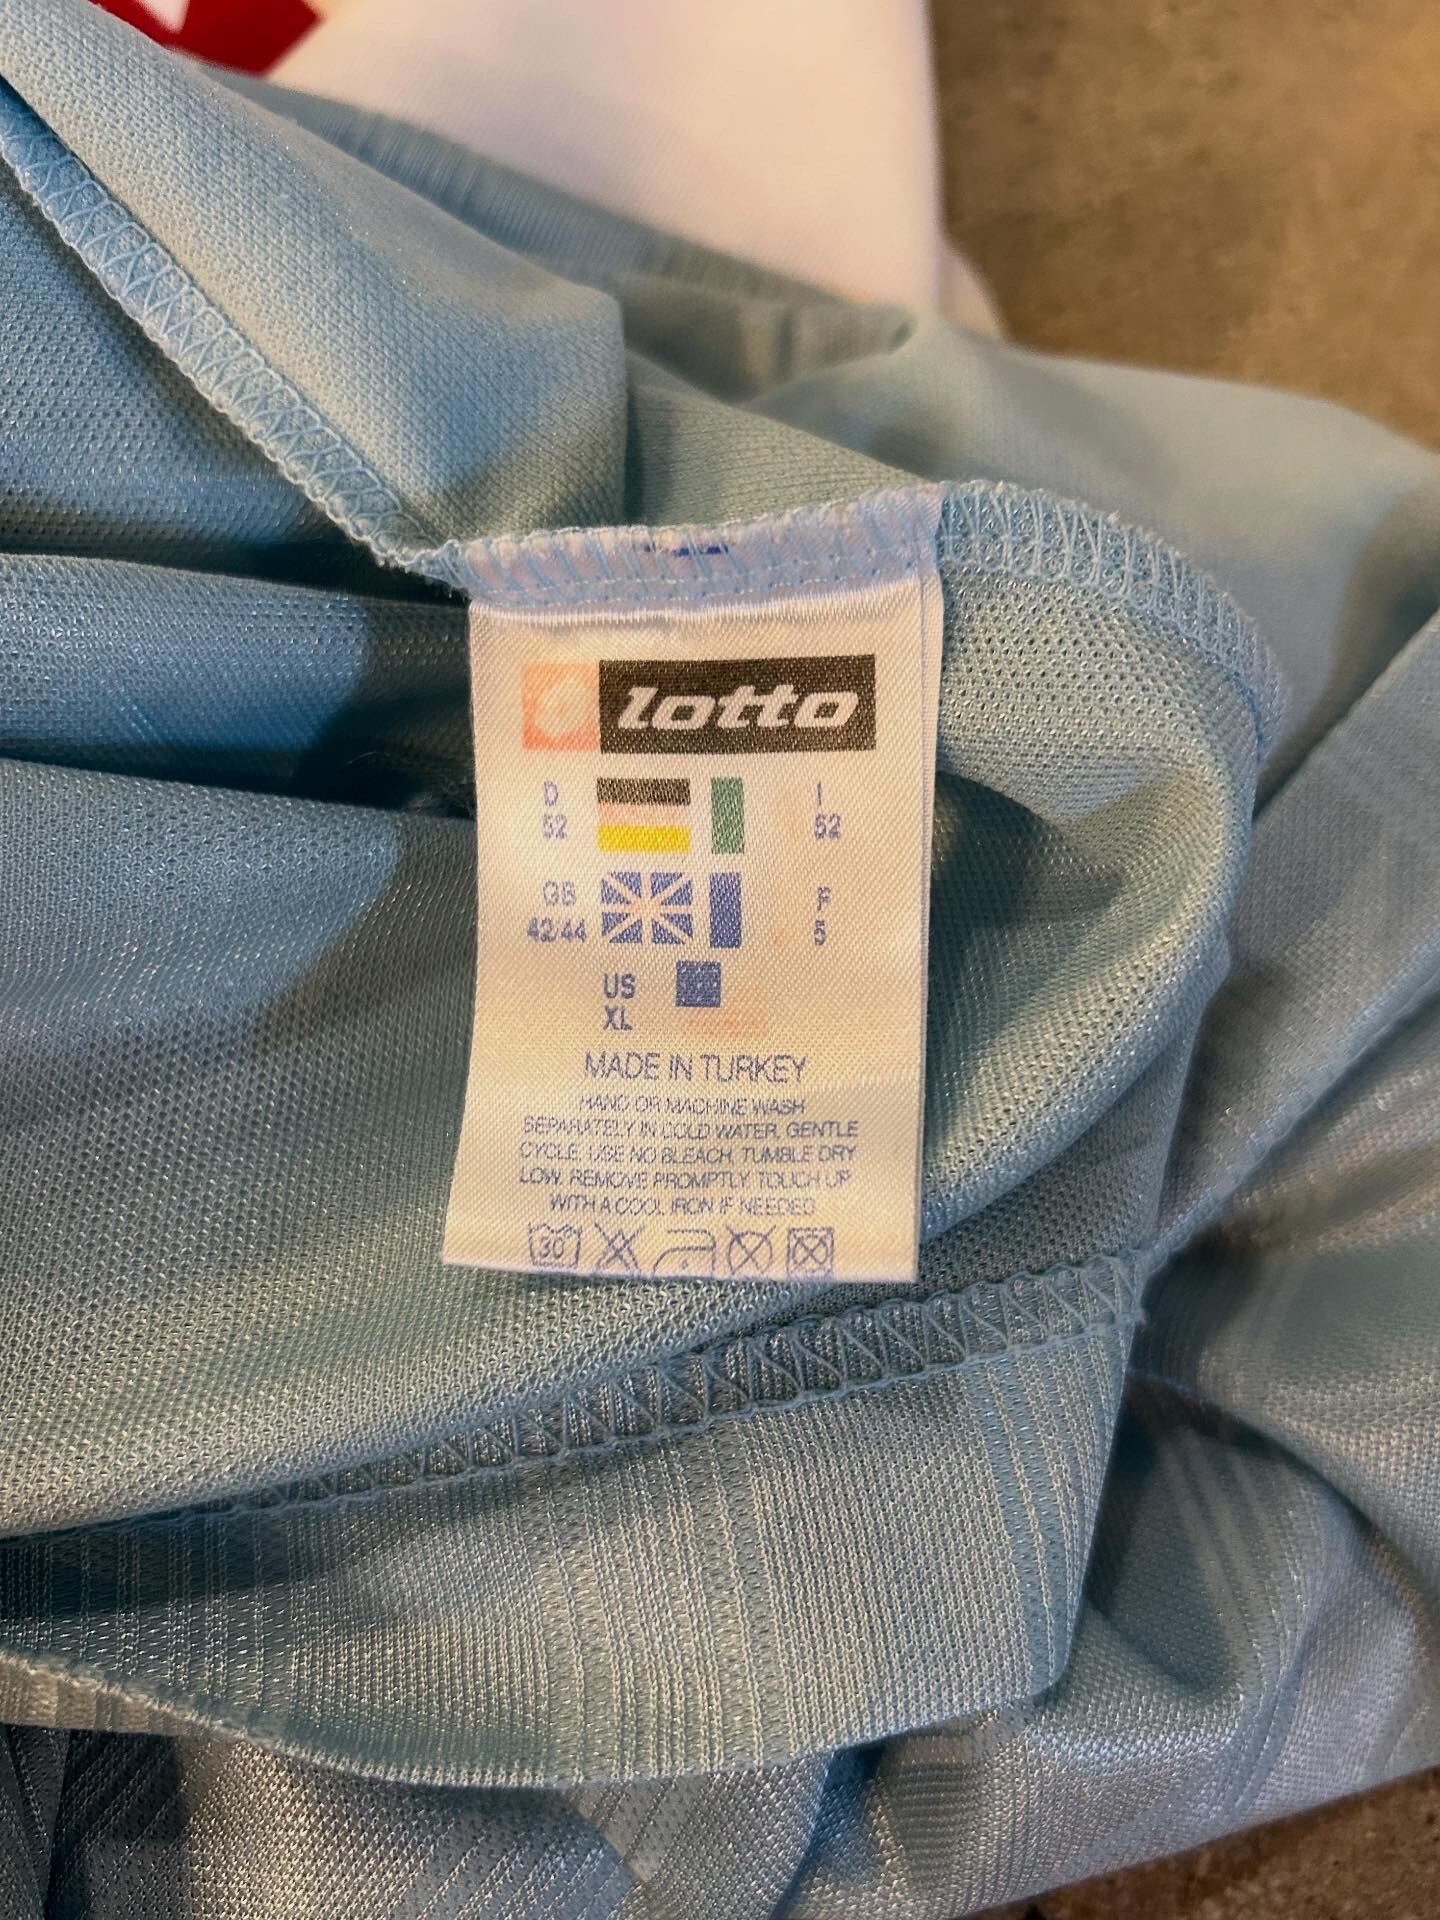 lotto
D I
52 52
GB F
42/44 5
US
XL
MADE IN TURKEY
HAND OR MACHINE WASH
SEPARATELY IN COLD WATER, GENTLE
CYCLE. USE NO BLEACH, TUMBLE DRY
LOW. REMOVE PROMPTLY. TOUCH UP
WITH A COOL IRON IF NEEDED
30°